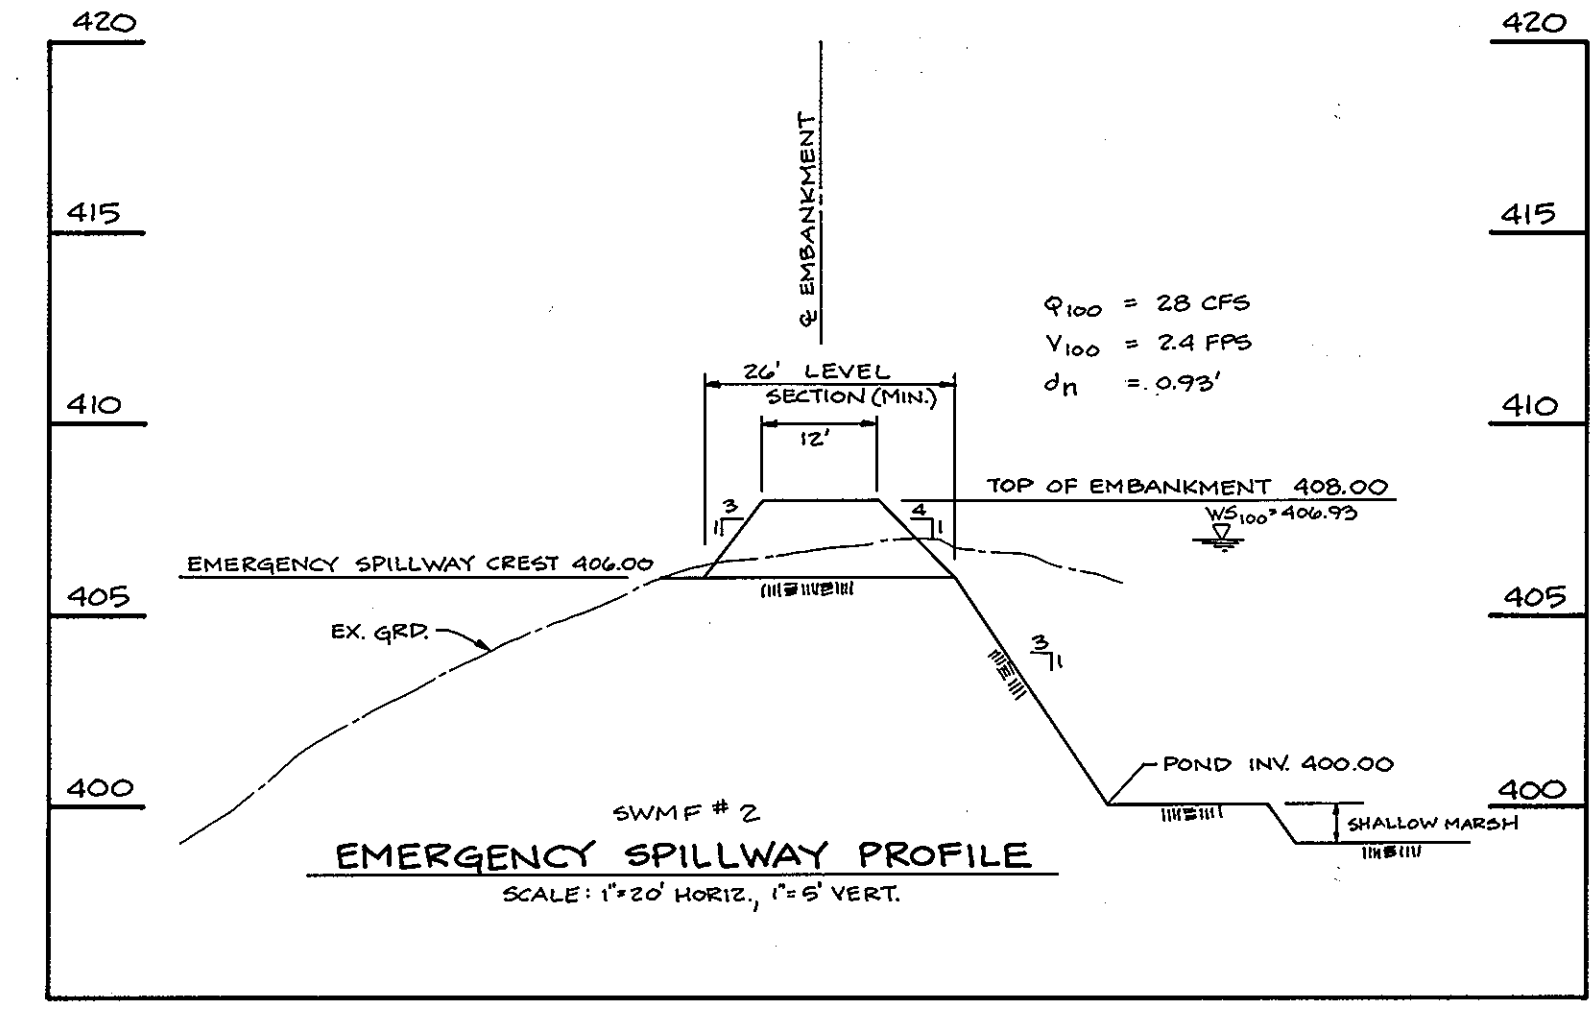 420
420
415
415
℄ EMBANKMENT
Q100 = 28 CFS
V100 = 2.4 FPS
dn = 0.93'
26' LEVEL
SECTION (MIN.)
410
410
12'
TOP OF EMBANKMENT 408.00
WS100=406.93
3
1
4
1
EMERGENCY SPILLWAY CREST 406.00
405
405
EX. GRD.
3
1
POND INV. 400.00
400
400
SHALLOW MARSH
SWMF # 2
EMERGENCY SPILLWAY PROFILE
SCALE: 1"=20' HORIZ., 1"=5' VERT.